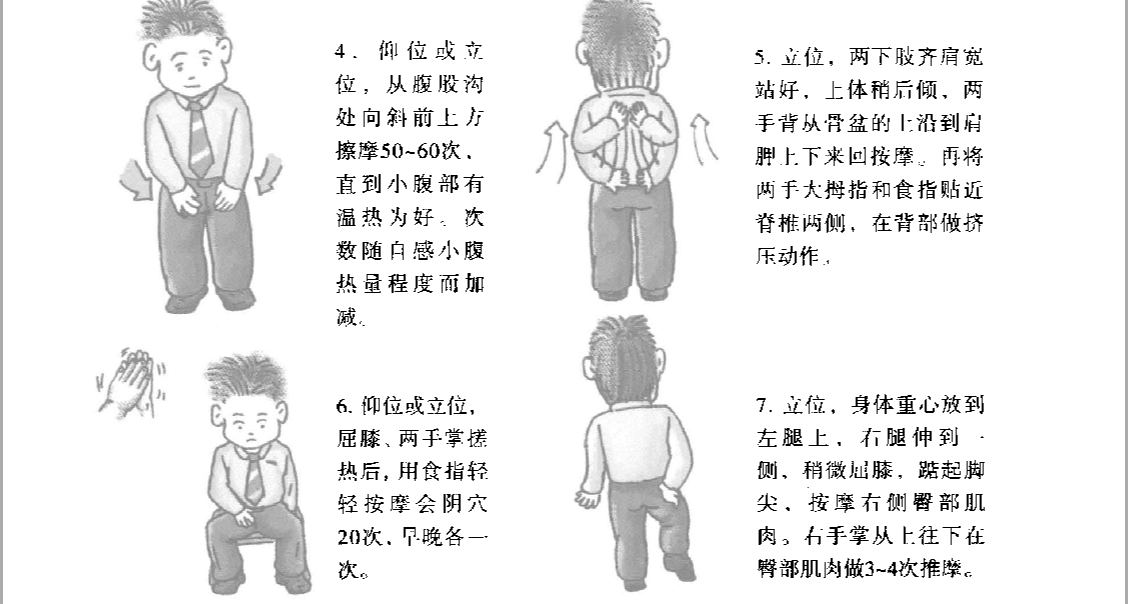 4．仰位或立
位，从腹股沟
处向斜前上方
擦摩50~60次，
直到小腹部有
温热为好。次
数随自感小腹
热量程度而加
减。
5. 立位，两下肢齐肩宽
站好，上体稍后倾，两
手背从骨盆的上沿到肩
胛上下来回按摩。再将
两手大拇指和食指贴近
脊椎两侧，在背部做挤
压动作。
6. 仰位或立位，
屈膝、两手掌搓
热后，用食指轻
轻按摩会阴穴
20次，早晚各一
次。
7. 立位，身体重心放到
左腿上，右腿伸到一
侧，稍微屈膝，踮起脚
尖，按摩右侧臀部肌
肉。右手掌从上往下在
臀部肌肉做3~4次推摩。